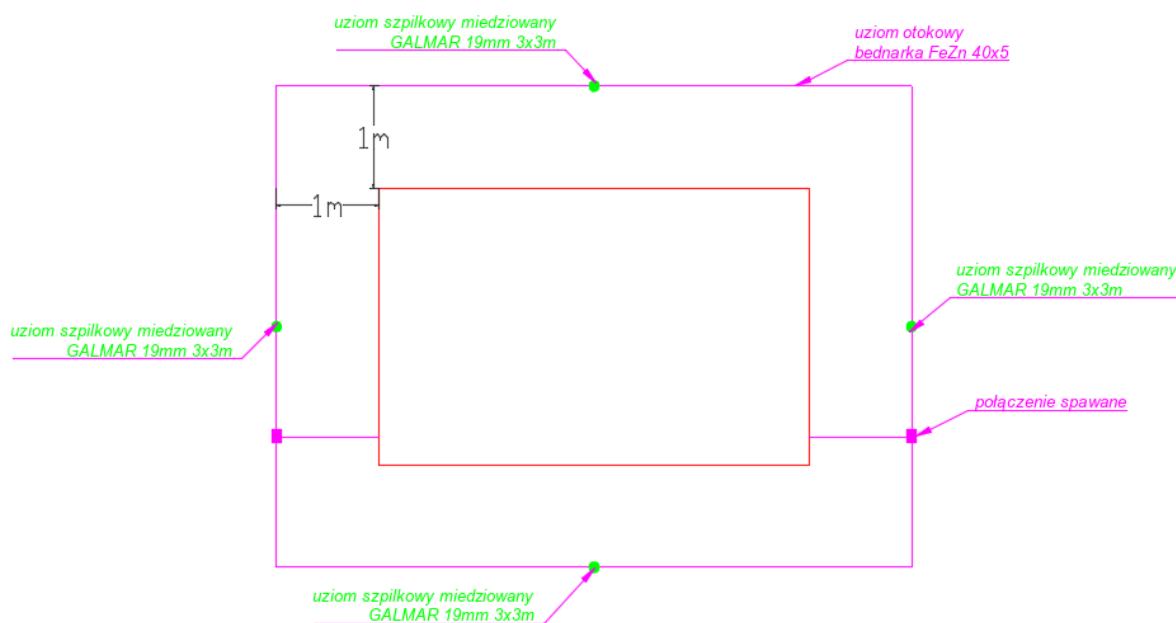 uziom szpilkowy miedziowany
GALMAR 19mm 3x3m
uziom otokowy
bednarka FeZn 40x5
1m
1m
uziom szpilkowy miedziowany
GALMAR 19mm 3x3m
uziom szpilkowy miedziowany
GALMAR 19mm 3x3m
połączenie spawane
uziom szpilkowy miedziowany
GALMAR 19mm 3x3m